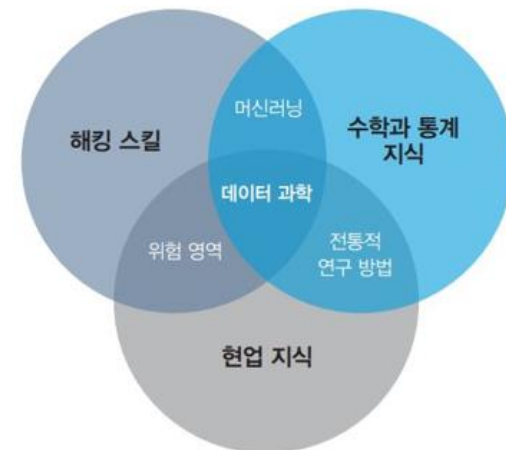 머신러닝
해킹 스킬
수학과 통계
지식
데이터 과학
위험 영역
전통적
연구 방법
현업 지식